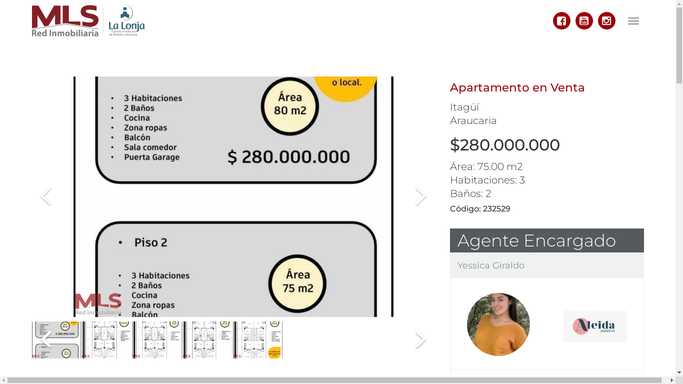 MLS
Red Inmobiliaria
La Lonja
o local.
• 3 Habitaciones
• 2 Baños
• Cocina
• Zona ropas
• Balcón
• Sala comedor
• Puerta Garage
Área
80 m2
$ 280.000.000
• Piso 2
• 3 Habitaciones
• 2 Baños
Cocina
Zona ropas
Balcón
Área
75 m2
MLS
Red Inmobiliaria
Apartamento en Venta
Itagüí
Araucaria
$280.000.000
Área: 75.00 m2
Habitaciones: 3
Baños: 2
Código: 232529
Agente Encargado
Yessica Giraldo
Aleida